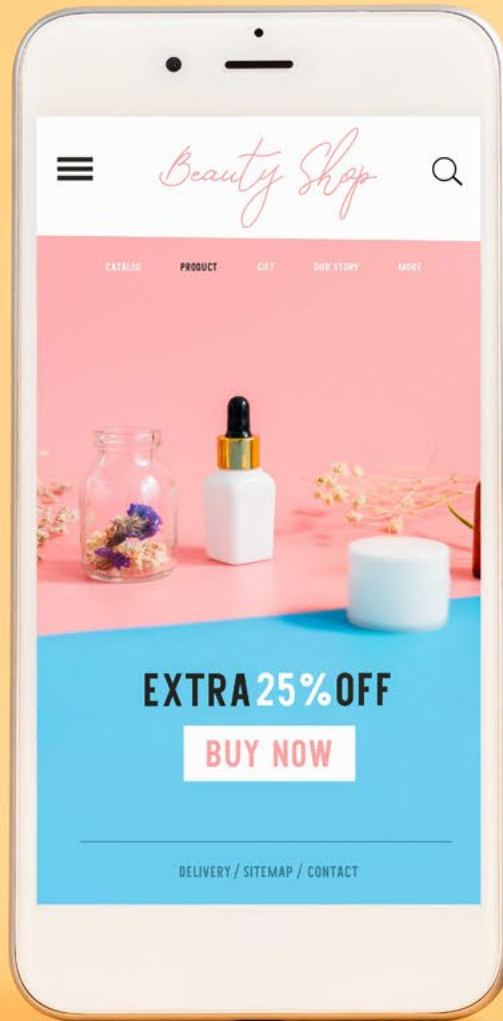 Beauty Shop
CATALOG PRODUCT GIFT OUR STORY MORE
EXTRA 25% OFF
BUY NOW
DELIVERY / SITEMAP / CONTACT